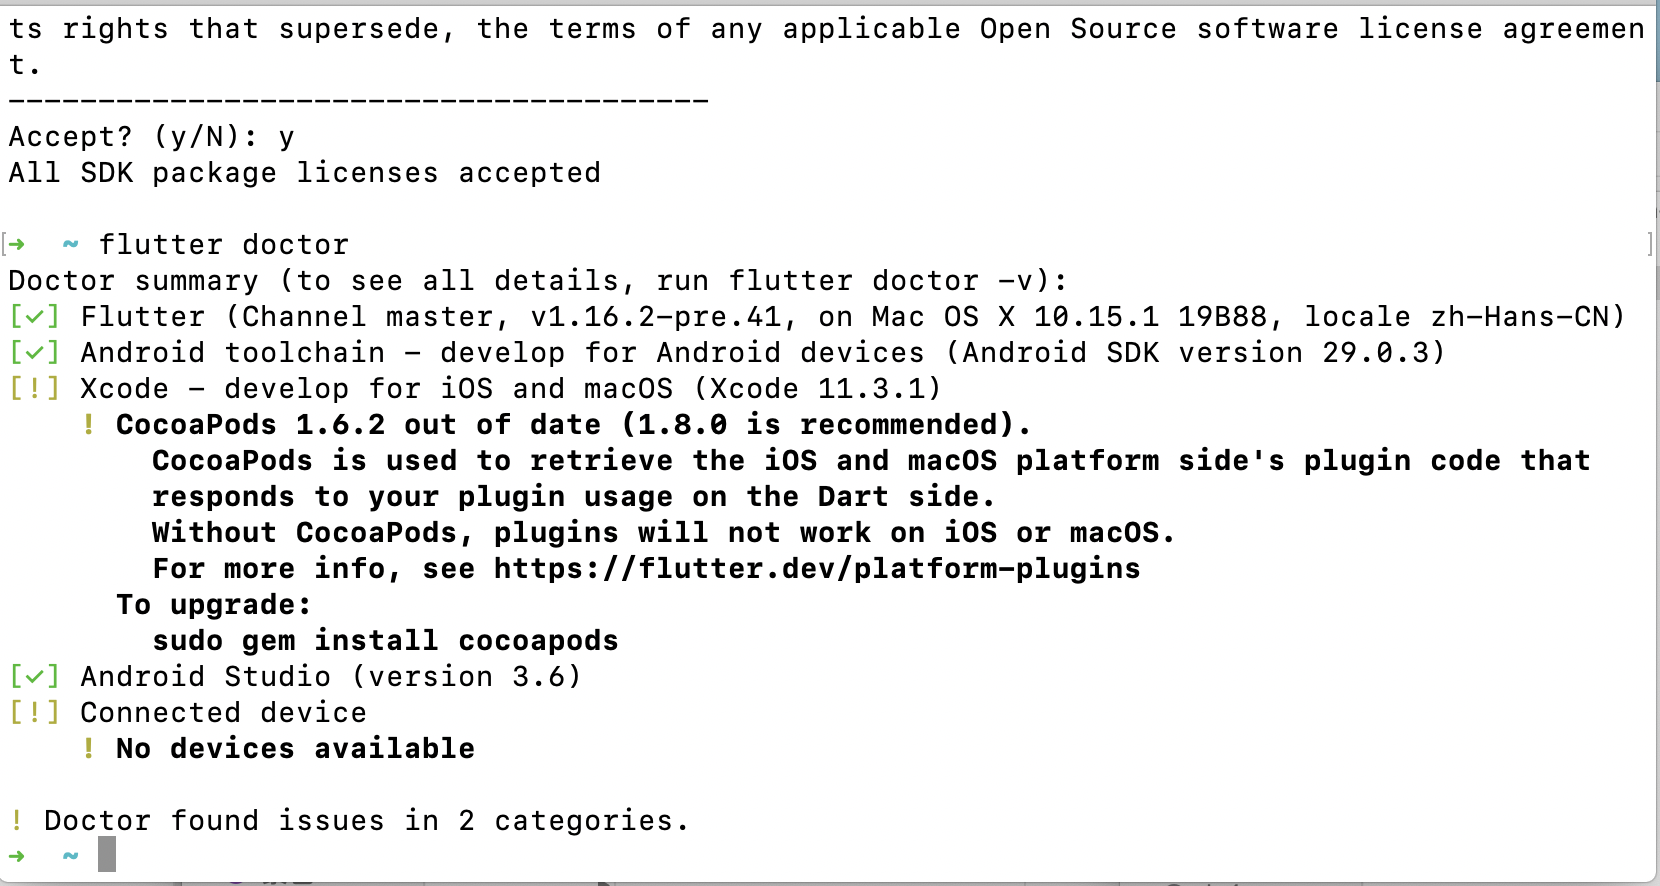 ts rights that supersede, the terms of any applicable Open Source software license agreemen
t.
---------------------------------------
Accept? (y/N): y
All SDK package licenses accepted
[➜  ~ flutter doctor ]
Doctor summary (to see all details, run flutter doctor -v):
[✓] Flutter (Channel master, v1.16.2-pre.41, on Mac OS X 10.15.1 19B88, locale zh-Hans-CN)
[✓] Android toolchain - develop for Android devices (Android SDK version 29.0.3)
[!] Xcode - develop for iOS and macOS (Xcode 11.3.1)
! CocoaPods 1.6.2 out of date (1.8.0 is recommended).
CocoaPods is used to retrieve the iOS and macOS platform side's plugin code that
responds to your plugin usage on the Dart side.
Without CocoaPods, plugins will not work on iOS or macOS.
For more info, see https://flutter.dev/platform-plugins
To upgrade:
sudo gem install cocoapods
[✓] Android Studio (version 3.6)
[!] Connected device
! No devices available
! Doctor found issues in 2 categories.
➜  ~